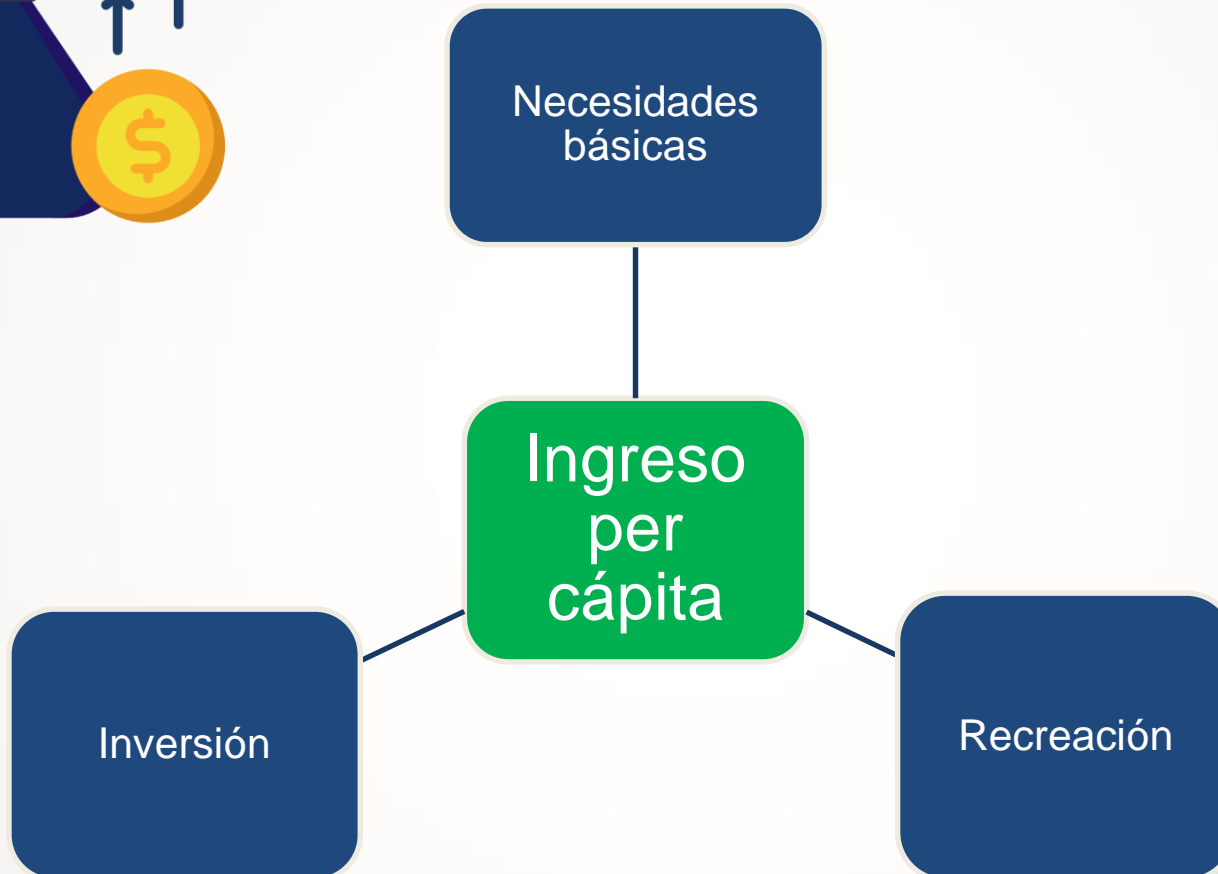 $
Necesidades
básicas
Ingreso
per
cápita
Inversión
Recreación